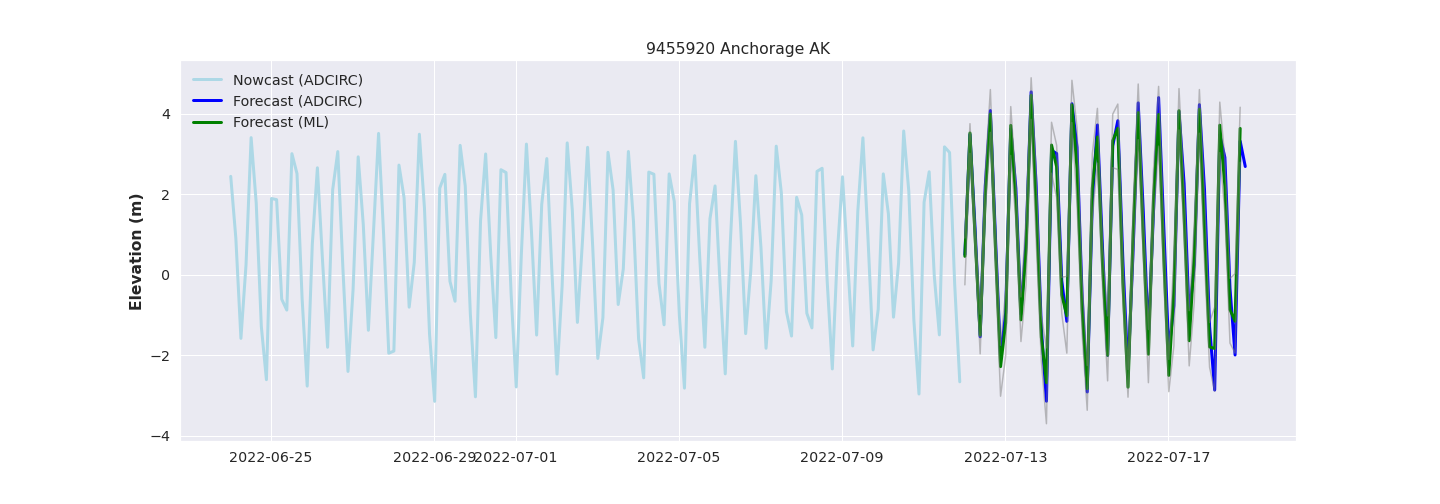 9455920 Anchorage AK
Nowcast (ADCIRC)
Forecast (ADCIRC)
Forecast (ML)
Elevation (m)
4
2
0
−2
−4
2022-06-25
2022-06-29
2022-07-01
2022-07-05
2022-07-09
2022-07-13
2022-07-17